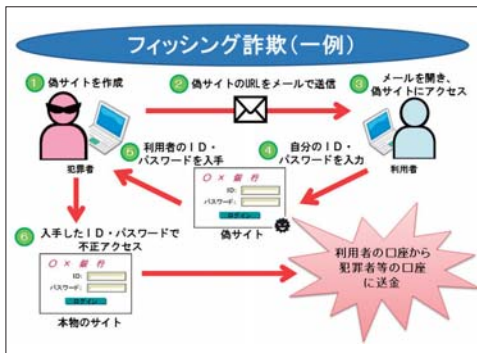 フィッシング詐欺(一例)
① 偽サイトを作成
② 偽サイトのURLをメールで送信
③ メールを開き、
偽サイトにアクセス
犯罪者
利用者
④ 自分のID・
パスワードを入力
⑤ 利用者のID・
パスワードを入手
○×銀行
ID:
パスワード:
ログイン
偽サイト
⑥ 入手したID・パスワードで
不正アクセス
○×銀行
ID:
パスワード:
ログイン
本物のサイト
利用者の口座から
犯罪者等の口座
に送金